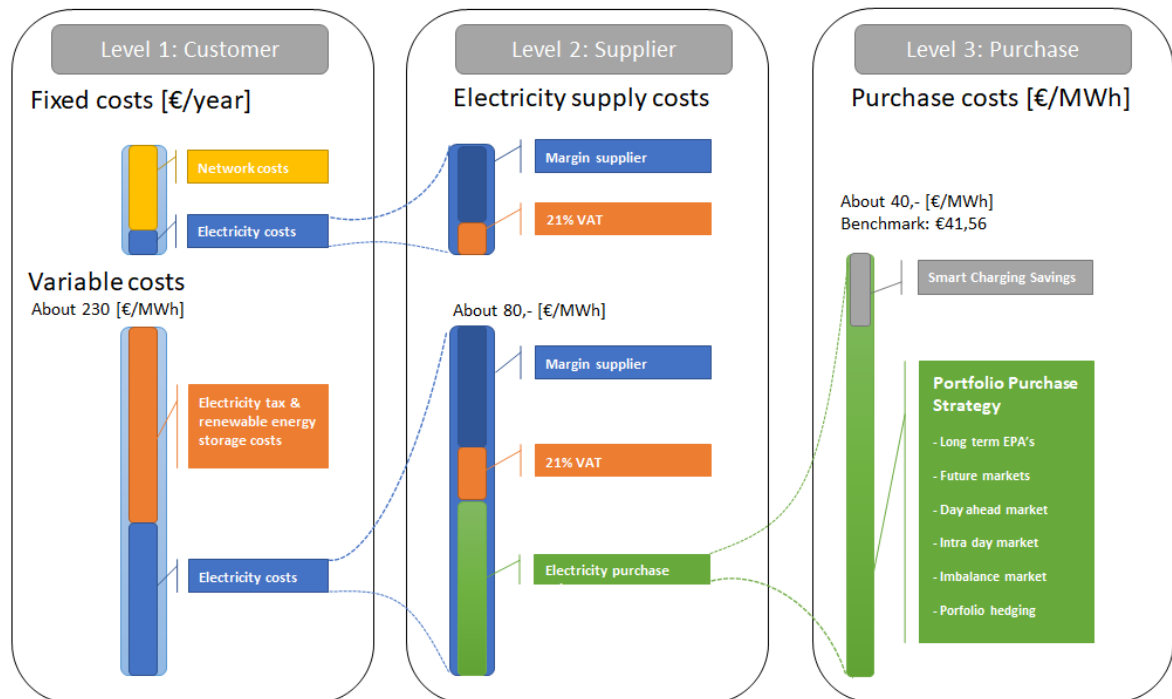 Level 1: Customer
Fixed costs [€/year]
Network costs
Electricity costs
Variable costs
About 230 [€/MWh]
Electricity tax &
renewable energy
storage costs
Electricity costs
Level 2: Supplier
Electricity supply costs
Margin supplier
21% VAT
About 80,- [€/MWh]
Margin supplier
21% VAT
Electricity purchase
Level 3: Purchase
Purchase costs [€/MWh]
About 40,- [€/MWh]
Benchmark: €41,56
Smart Charging Savings
Portfolio Purchase
Strategy
- Long term EPA's
- Future markets
- Day ahead market
- Intra day market
- Imbalance market
- Porfolio hedging